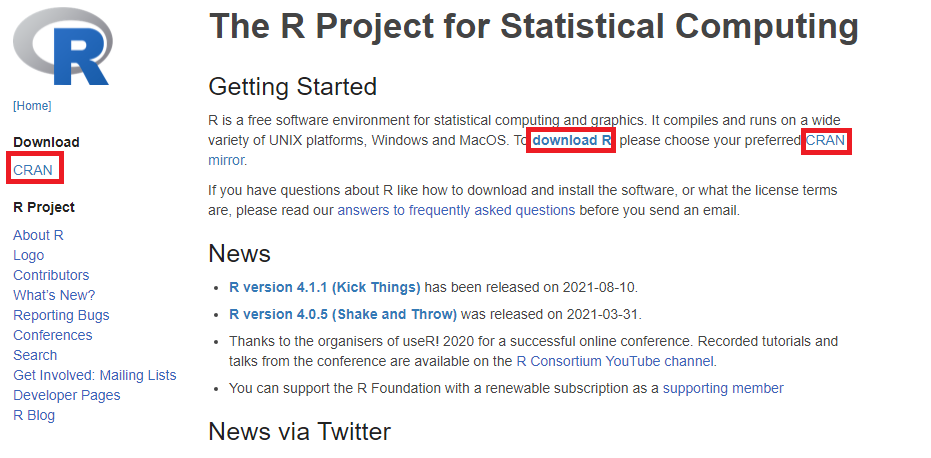 R
[Home]
Download
CRAN
R Project
About R
Logo
Contributors
What's New?
Reporting Bugs
Conferences
Search
Get Involved: Mailing Lists
Developer Pages
R Blog
The R Project for Statistical Computing
Getting Started
R is a free software environment for statistical computing and graphics. It compiles and runs on a wide
variety of UNIX platforms, Windows and MacOS. To download R please choose your preferred CRAN
mirror.
If you have questions about R like how to download and install the software, or what the license terms
are, please read our answers to frequently asked questions before you send an email.
News
• R version 4.1.1 (Kick Things) has been released on 2021-08-10.
• R version 4.0.5 (Shake and Throw) was released on 2021-03-31.
• Thanks to the organisers of useR! 2020 for a successful online conference. Recorded tutorials and
talks from the conference are available on the R Consortium YouTube channel.
• You can support the R Foundation with a renewable subscription as a supporting member
News via Twitter